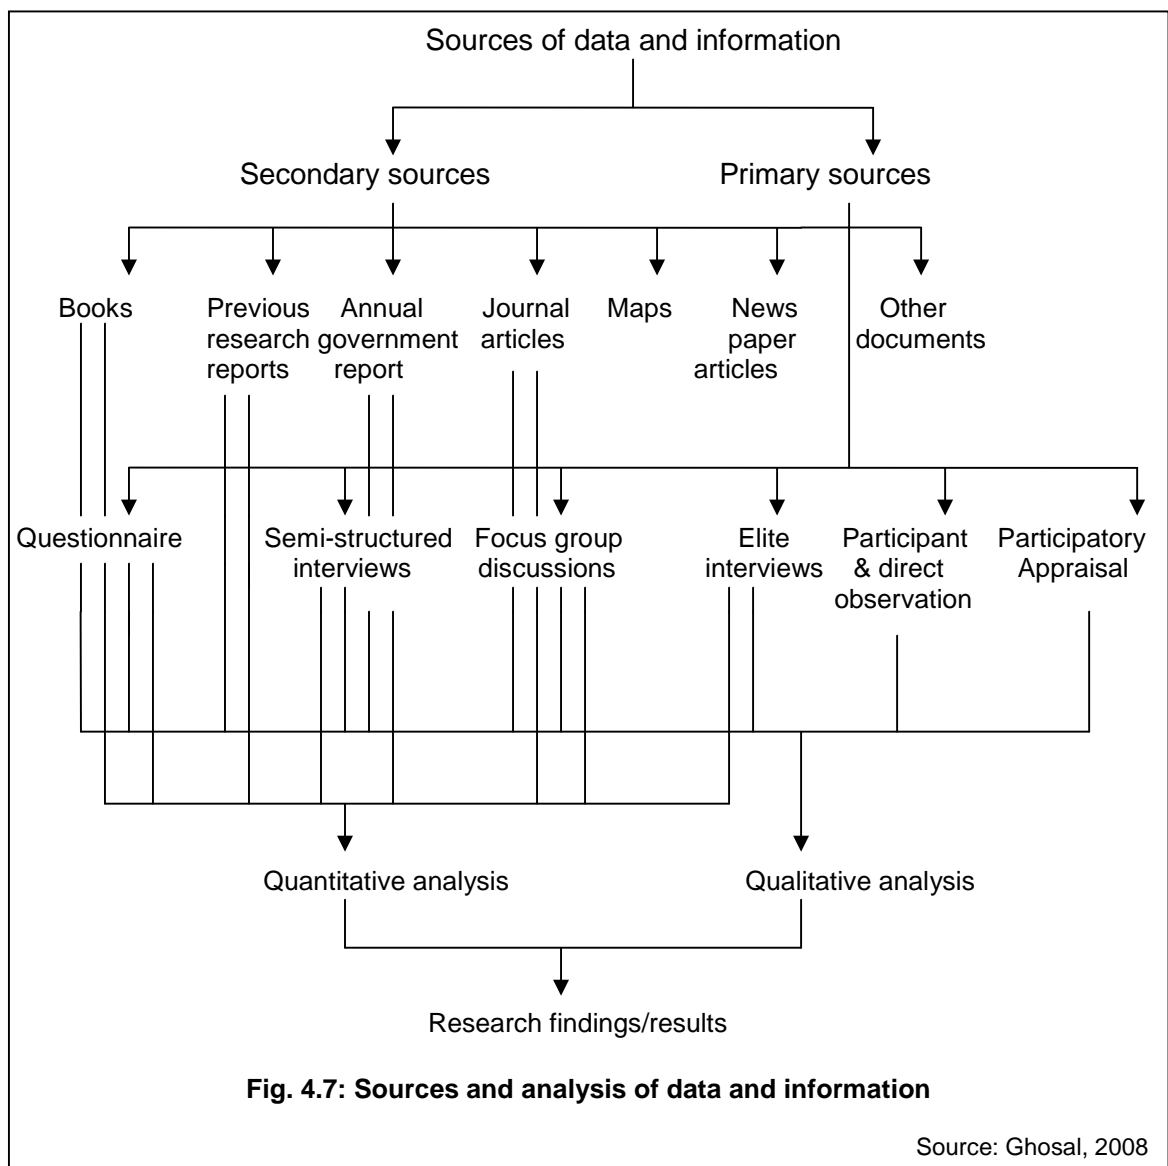 Sources of data and information
Secondary sources
Primary sources
Books
Previous
research
reports
Annual
government
report
Journal
articles
Maps
News
paper
articles
Other
documents
Questionnaire
Semi-structured
interviews
Focus group
discussions
Elite
interviews
Participant
& direct
observation
Participatory
Appraisal
Quantitative analysis
Qualitative analysis
Research findings/results
Fig. 4.7: Sources and analysis of data and information
Source: Ghosal, 2008